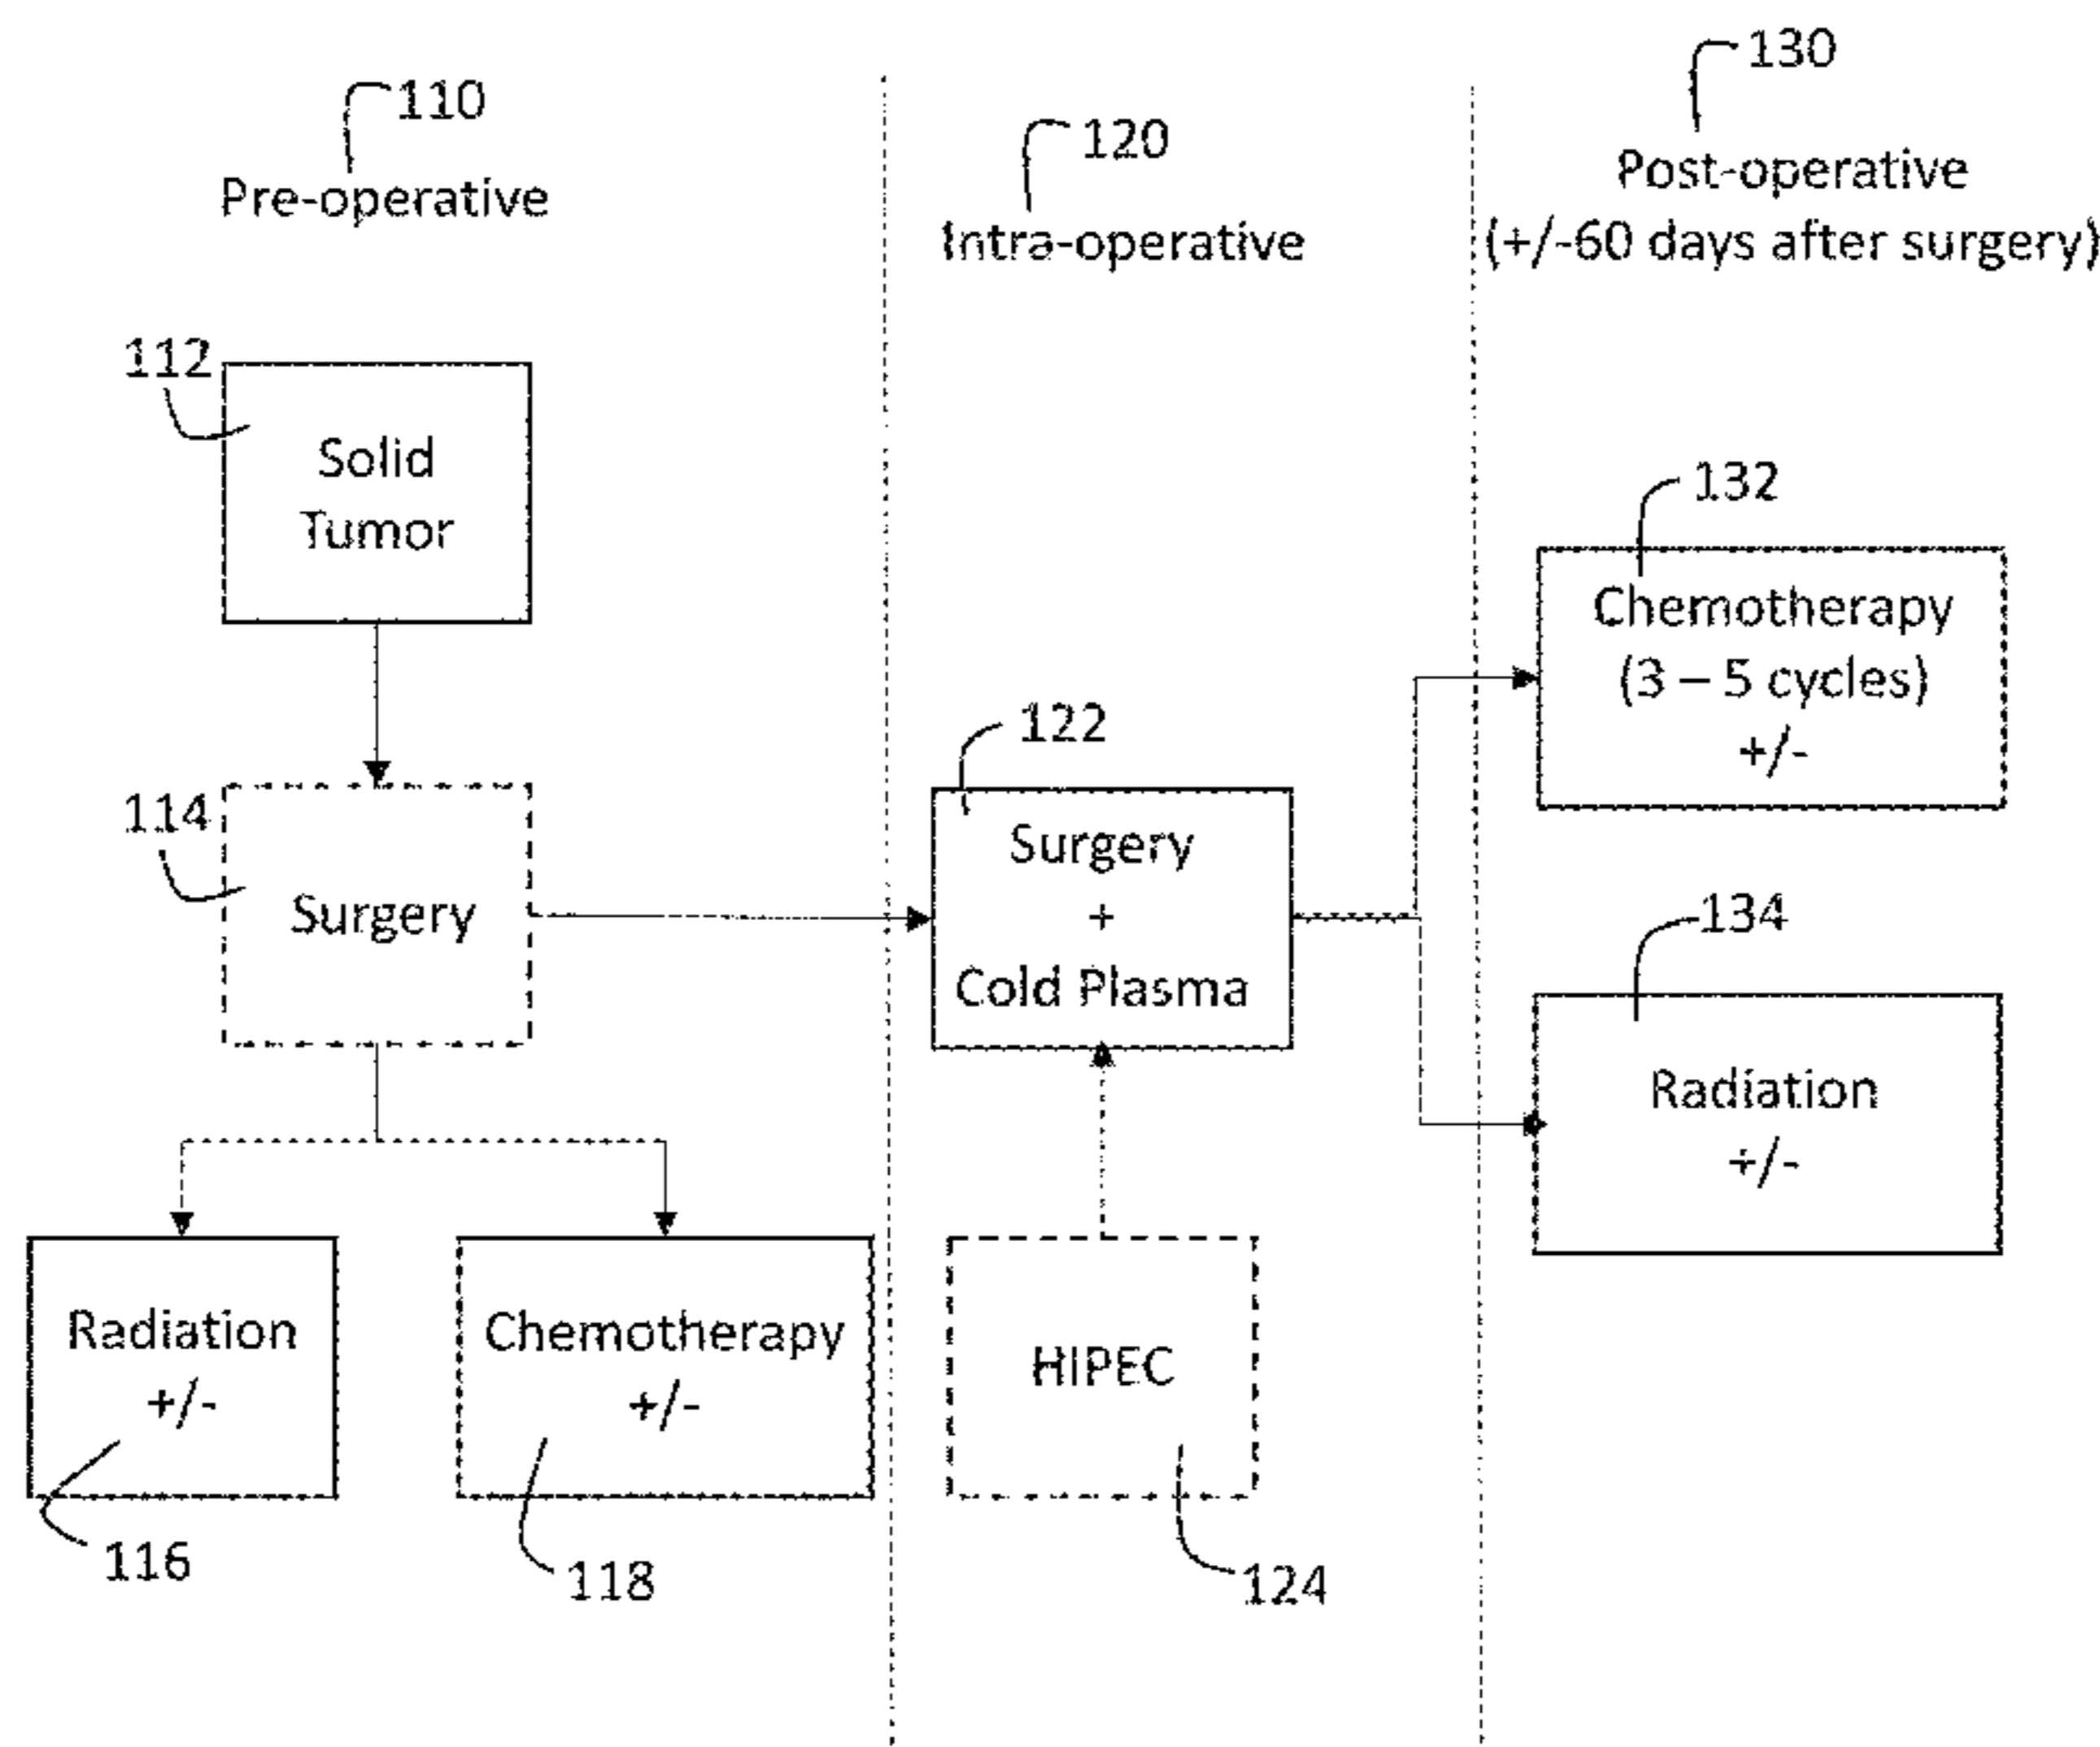 110
Pre-operative
112
Solid
Tumor
114
Surgery
Radiation
+/-
116
Chemotherapy
+/-
118
120
Intra-operative
122
Surgery
+
Cold Plasma
HIPEC
124
130
Post-operative
(+/-60 days after surgery)
132
Chemotherapy
(3 – 5 cycles)
+/-
134
Radiation
+/-